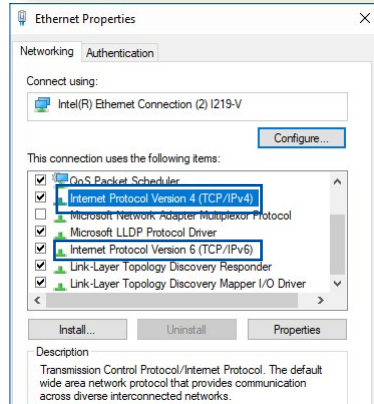 Ethernet Properties
Networking Authentication
Connect using:
Intel(R) Ethernet Connection (2) I219-V
Configure...
This connection uses the following items:
QoS Packet Scheduler
Internet Protocol Version 4 (TCP/IPv4)
Microsoft Network Adapter Multiplexor Protocol
Microsoft LLDP Protocol Driver
Internet Protocol Version 6 (TCP/IPv6)
Link-Layer Topology Discovery Responder
Link-Layer Topology Discovery Mapper I/O Driver
Install... Uninstall Properties
Description
Transmission Control Protocol/Internet Protocol. The default
wide area network protocol that provides communication
across diverse interconnected networks.